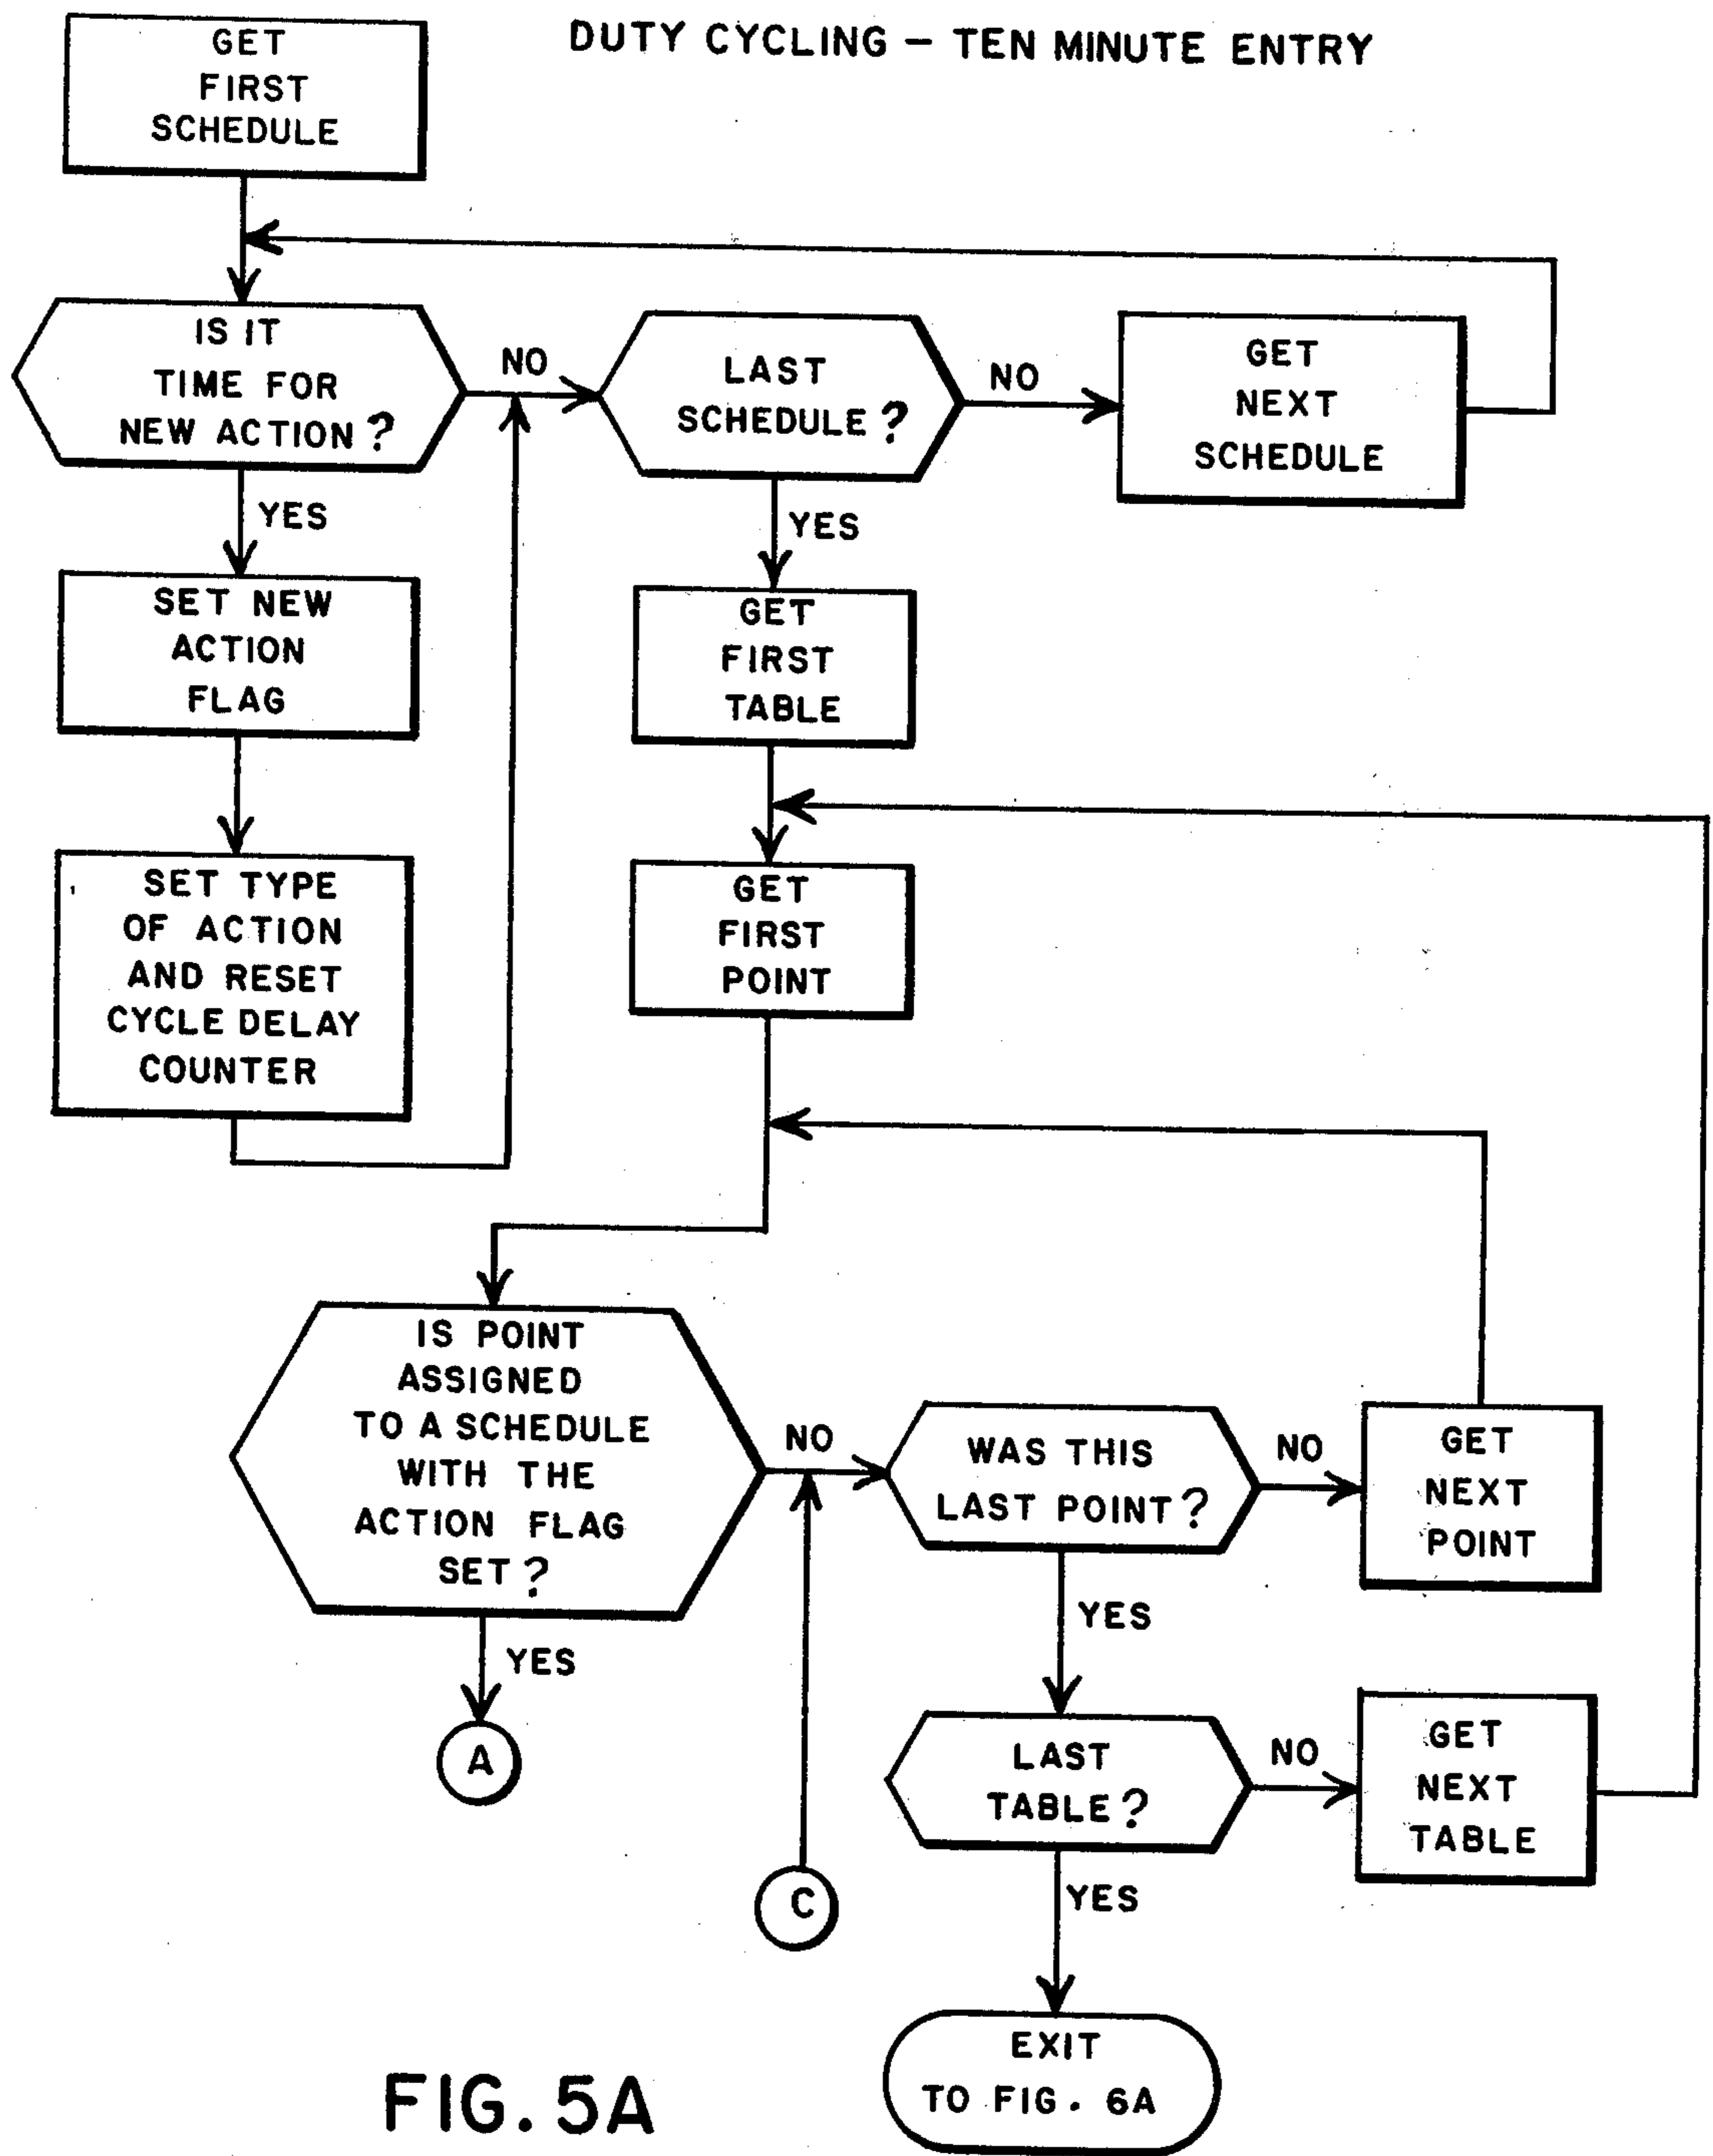 DUTY CYCLING – TEN MINUTE ENTRY
GET
FIRST
SCHEDULE
IS IT
TIME FOR
NEW ACTION?
NO
LAST
SCHEDULE?
NO
GET
NEXT
SCHEDULE
YES
YES
SET NEW
ACTION
FLAG
GET
FIRST
TABLE
SET TYPE
OF ACTION
AND RESET
CYCLE DELAY
COUNTER
GET
FIRST
POINT
IS POINT
ASSIGNED
TO A SCHEDULE
WITH THE
ACTION FLAG
SET?
NO
WAS THIS
LAST POINT?
NO
GET
NEXT
POINT
YES
YES
A
LAST
TABLE?
NO
GET
NEXT
TABLE
C
YES
EXIT
TO FIG. 6A
FIG. 5A